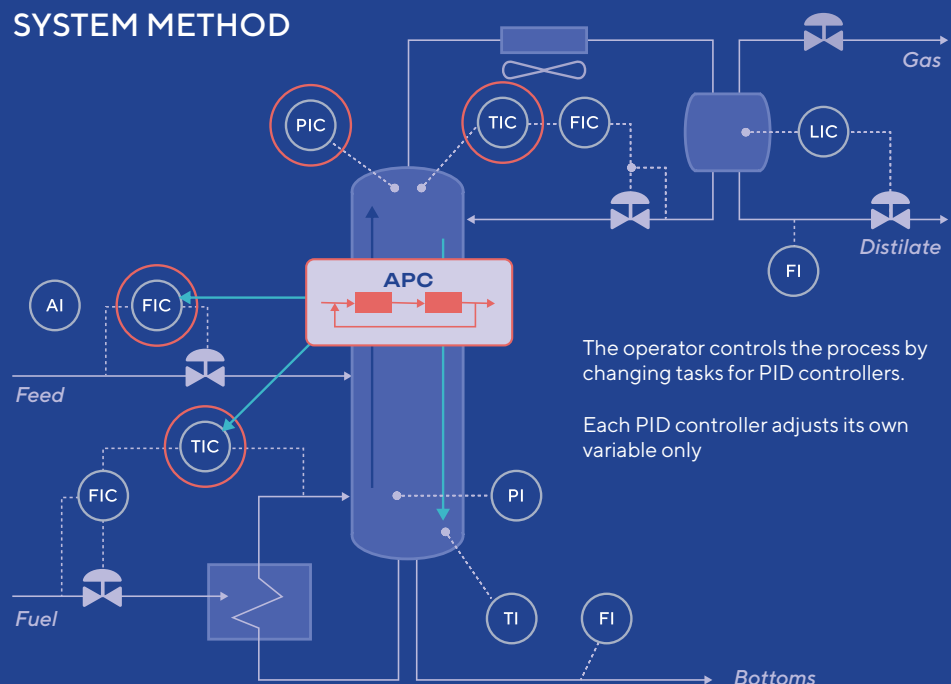 SYSTEM METHOD
Gas
PIC
TIC
FIC
LIC
Distilate
FI
APC
AI
FIC
The operator controls the process by
changing tasks for PID controllers.
Feed
Each PID controller adjusts its own
variable only
TIC
FIC
PI
Fuel
TI
FI
Bottoms